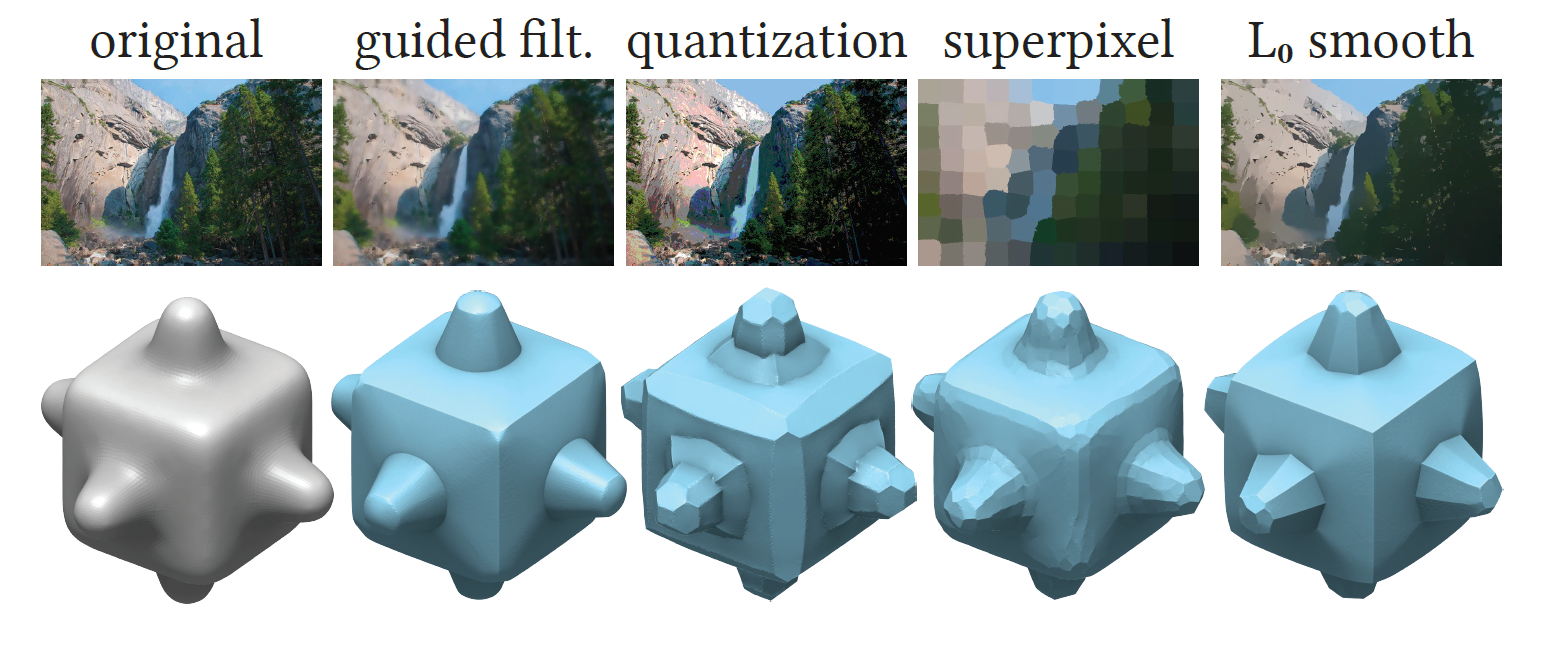 original guided filt. quantization superpixel L₀ smooth